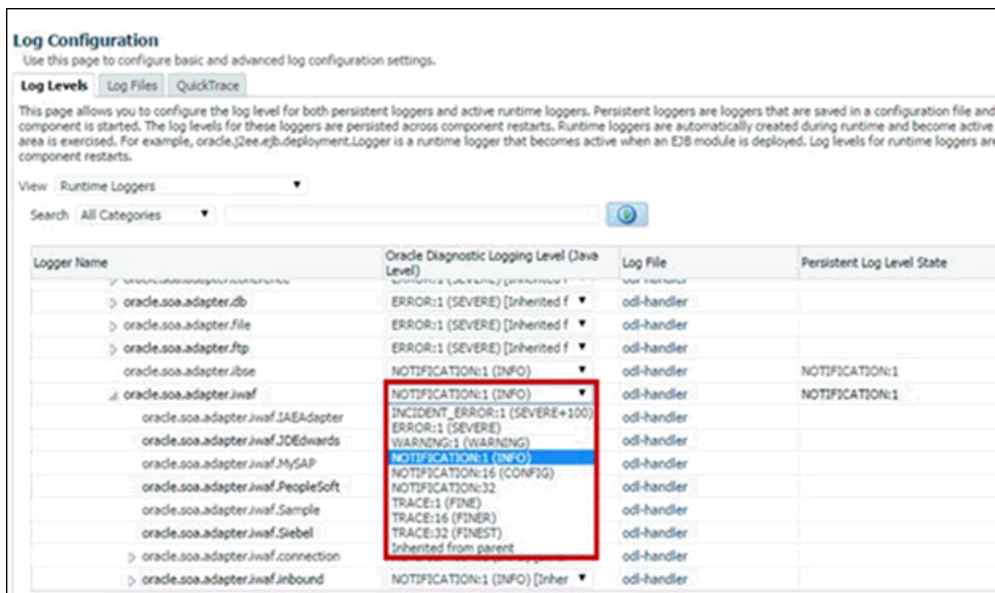 Log Configuration
Use this page to configure basic and advanced log configuration settings.
Log Levels Log Files QuickTrace
This page allows you to configure the log level for both persistent loggers and active runtime loggers. Persistent loggers are loggers that are saved in a configuration file and
component is started. The log levels for these loggers are persisted across component restarts. Runtime loggers are automatically created during runtime and become active
area is exercised. For example, oracle.j2ee.ejb.deployment.Logger is a runtime logger that becomes active when an EJB module is deployed. Log levels for runtime loggers are
component restarts.
View Runtime Loggers
Search All Categories
Logger Name Oracle Diagnostic Logging Level (Java Level) Log File Persistent Log Level State
oracle.soa.adapter.db ERROR:1 (SEVERE) [Inherited f odl-handler
oracle.soa.adapter.file ERROR:1 (SEVERE) [Inherited f odl-handler
oracle.soa.adapter.ftp ERROR:1 (SEVERE) [Inherited f odl-handler
oracle.soa.adapter.ibse NOTIFICATION:1 (INFO) odl-handler NOTIFICATION:1
oracle.soa.adapter.iwaf NOTIFICATION:1 (INFO) odl-handler NOTIFICATION:1
oracle.soa.adapter.iwaf.IAEAdapter INCIDENT_ERROR:1 (SEVERE+100) odl-handler
ERROR:1 (SEVERE)
oracle.soa.adapter.iwaf.JDEdwards WARNING:1 (WARNING) odl-handler
NOTIFICATION:1 (INFO)
oracle.soa.adapter.iwaf.MySAP NOTIFICATION:16 (CONFIG) odl-handler
oracle.soa.adapter.iwaf.PeopleSoft NOTIFICATION:32 odl-handler
TRACE:1 (FINE)
oracle.soa.adapter.iwaf.Sample TRACE:16 (FINER) odl-handler
oracle.soa.adapter.iwaf.Siebel TRACE:32 (FINEST) odl-handler
Inherited from parent
oracle.soa.adapter.iwaf.connection odl-handler
oracle.soa.adapter.iwaf.inbound NOTIFICATION:1 (INFO) [Inher odl-handler